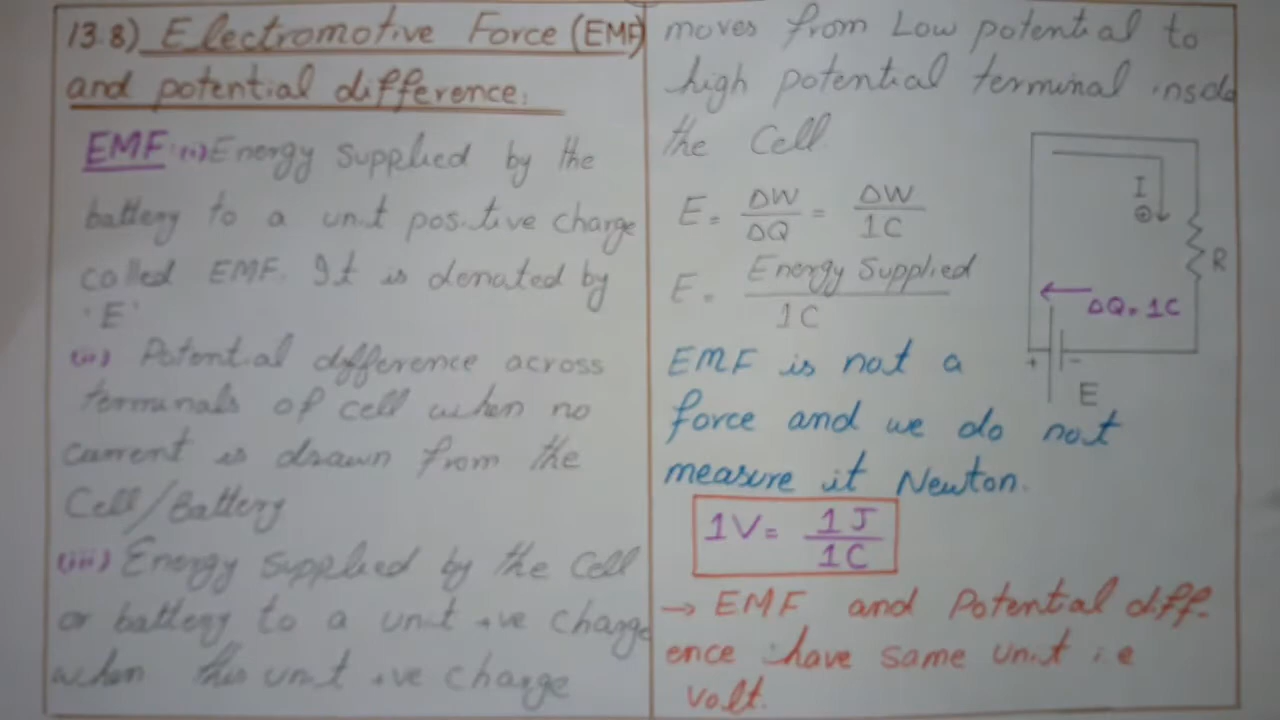 13.8) Electromotive Force (EMF)
and potential difference.
EMF (i) Energy supplied by the
battery to a unit positive charge
called EMF. It is denated by
'E'
(ii) Potential difference across
terminals of cell when no
current is drawn from the
Cell/Battery
(iii) Energy supplied by the cell
or battery to a unit +ve charge
when this unit +ve charge
moves from Low potential to
high potential terminal inside
the Cell
E = ΔW/ΔQ = ΔW/1C
E = Energy Supplied/1C
I
⊕
R
ΔQ = 1C
+ -
E
EMF is not a
force and we do not
measure it Newton.
1V = 1J/1C
→ EMF and Potential diff-
ence have same unit i.e
volt.